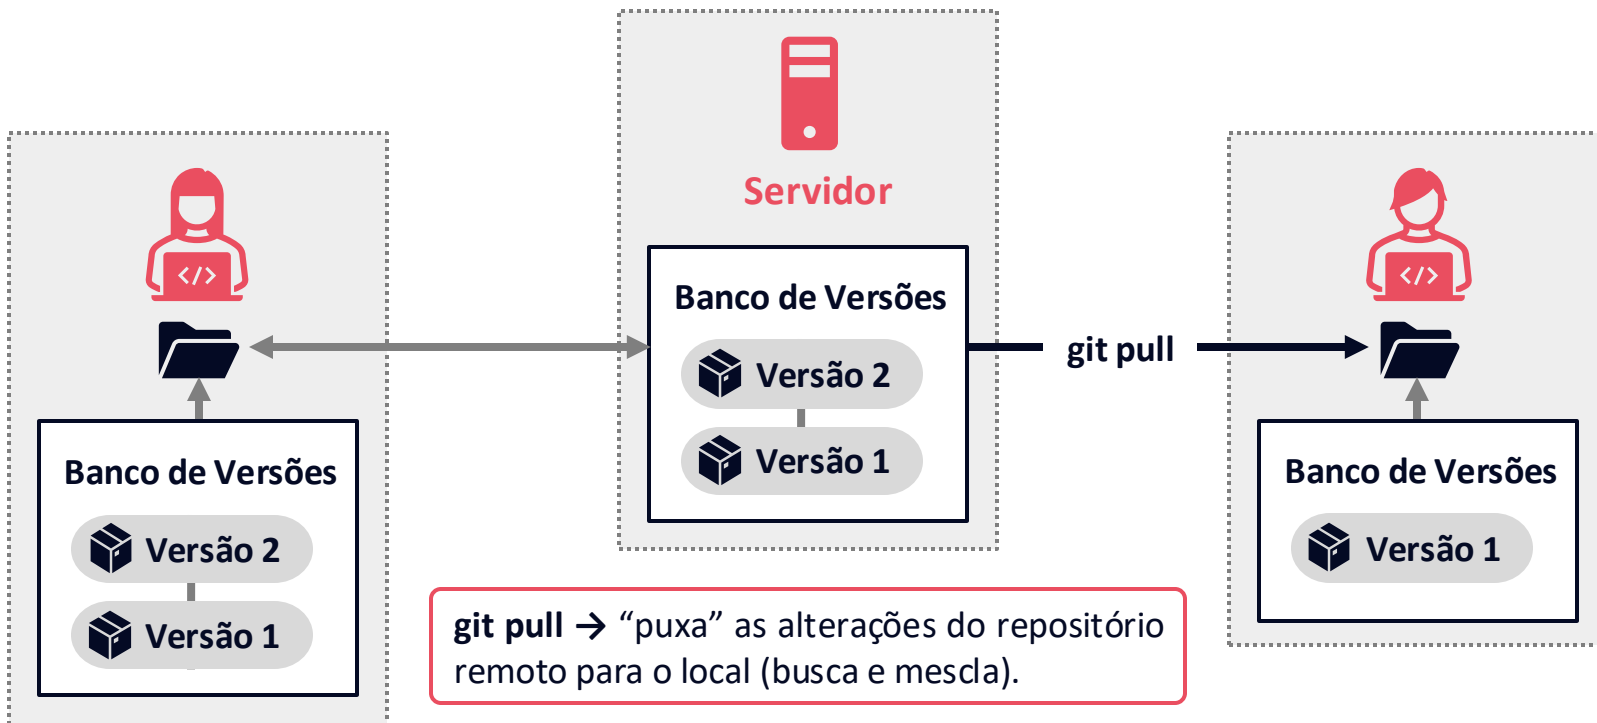 Servidor
Banco de Versões
Versão 2
Versão 1
git pull
</>
Banco de Versões
Versão 2
Versão 1
</>
Banco de Versões
Versão 1
git pull → “puxa” as alterações do repositório
remoto para o local (busca e mescla).